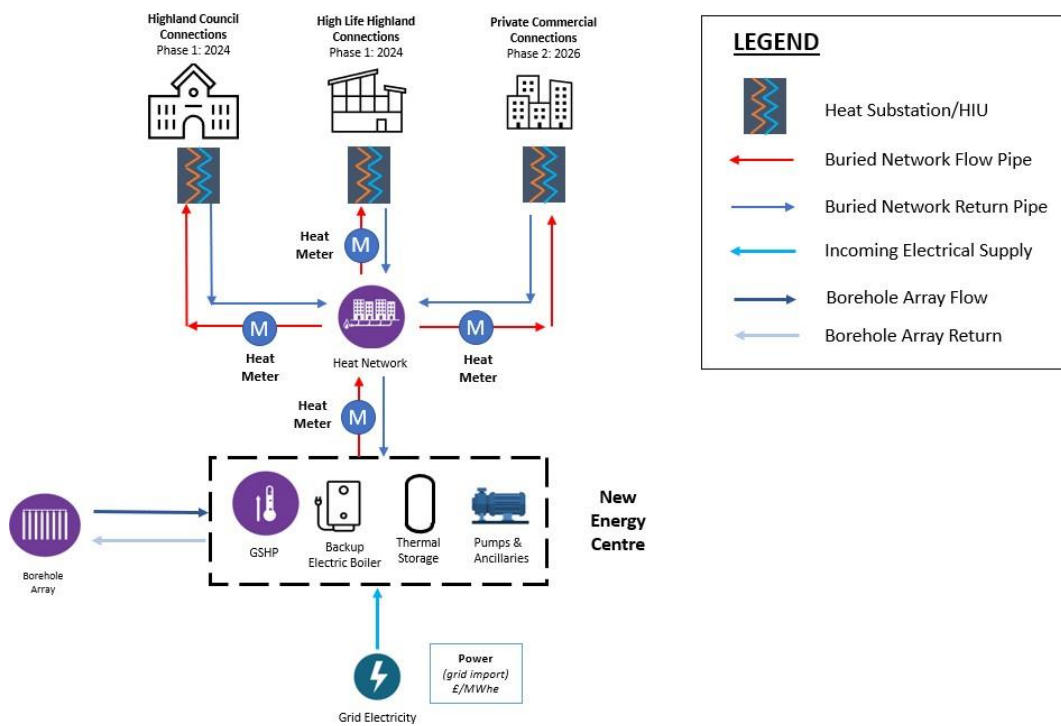 Highland Council
Connections
Phase 1: 2024
High Life Highland
Connections
Phase 1: 2024
Private Commercial
Connections
Phase 2: 2026
LEGEND
Heat Substation/HIU
Buried Network Flow Pipe
Buried Network Return Pipe
Incoming Electrical Supply
Borehole Array Flow
Borehole Array Return
Heat
Meter
M
M
Heat
Meter
M
Heat
Meter
Heat Network
Heat
Meter
M
GSHP
Backup
Electric Boiler
Thermal
Storage
Pumps &
Ancillaries
New
Energy
Centre
Borehole
Array
Power
(grid import)
£/MWhe
Grid Electricity